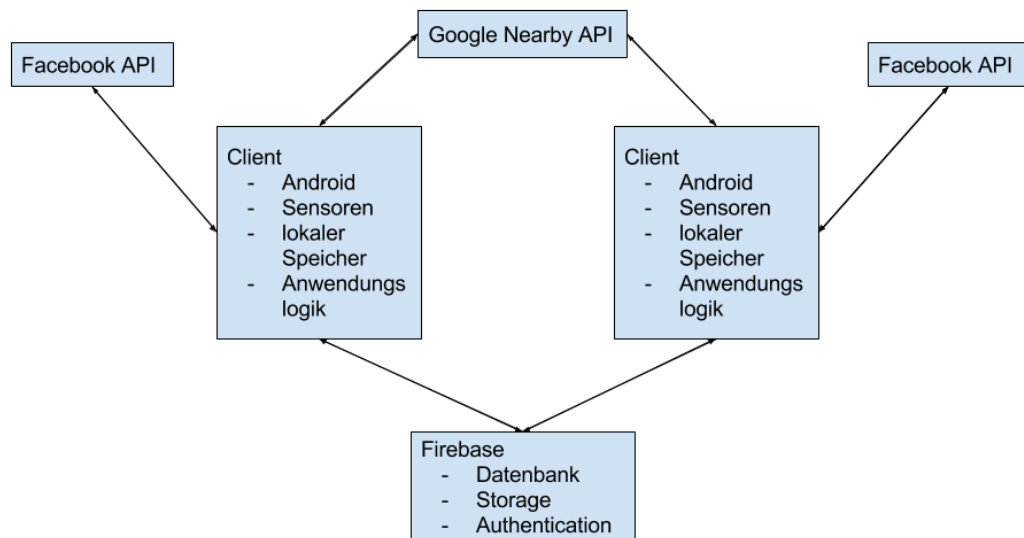 Google Nearby API
Facebook API
Facebook API
Client
- Android
- Sensoren
- lokaler
Speicher
- Anwendungs
logik
Client
- Android
- Sensoren
- lokaler
Speicher
- Anwendungs
logik
Firebase
- Datenbank
- Storage
- Authentication